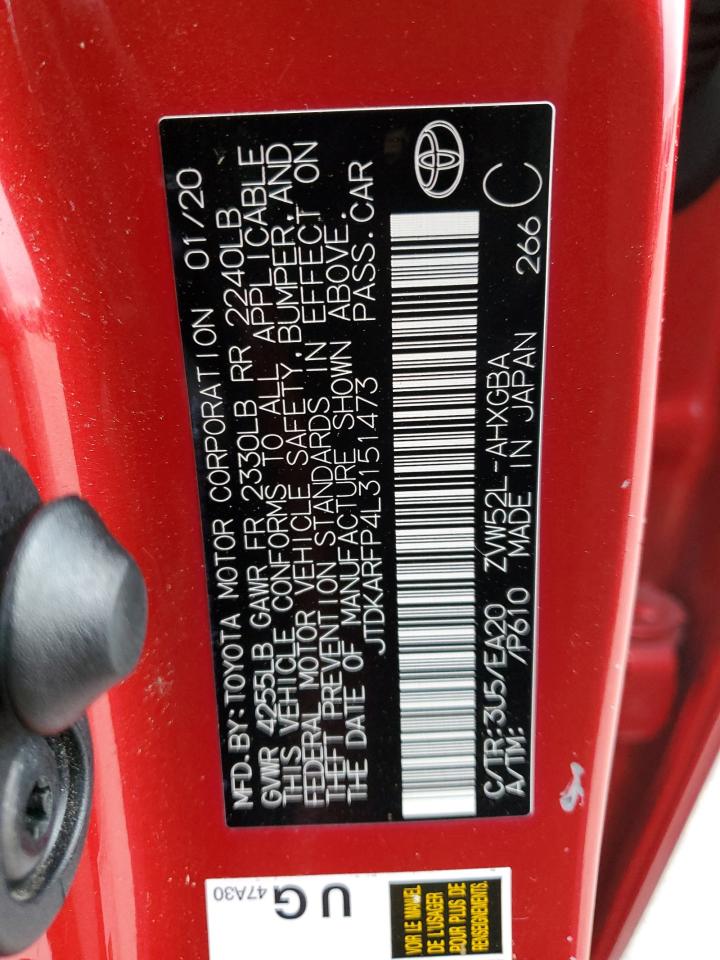 MFD. BY: TOYOTA MOTOR CORPORATION 01/20
GVWR 4255LB GAWR FR 2330LB RR 2240LB
THIS VEHICLE CONFORMS TO ALL APPLICABLE
FEDERAL MOTOR VEHICLE SAFETY, BUMPER, AND
THEFT PREVENTION STANDARDS IN EFFECT ON
THE DATE OF MANUFACTURE SHOWN ABOVE.
JTDKARFP4L3151473 PASS. CAR
C/TR: 3U5/EA20 ZVW52L-AHXGBA
A/TM: /P610 MADE IN JAPAN 266 C
UG
47A30
VOIR LE MANUEL
DE L'USAGER
POUR PLUS DE
RENSEIGNEMENTS.